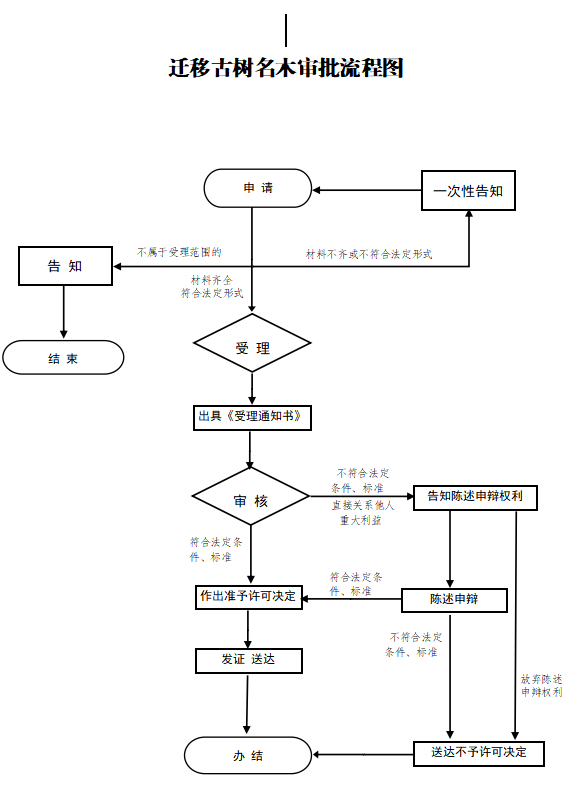 迁移古树名木审批流程图
申 请
一次性告知
不属于受理范围的
材料不齐或不符合法定形式
告 知
材料齐全
符合法定形式
受 理
结 束
出具《受理通知书》
不符合法定
条件、标准
审 核
直接关系他人
重大利益
告知陈述申辩权利
符合法定条
件、标准
符合法定条
件、标准
作出准予许可决定
陈述申辩
不符合法定
条件、标准
发证 送达
放弃陈述
申辩权利
办 结
送达不予许可决定